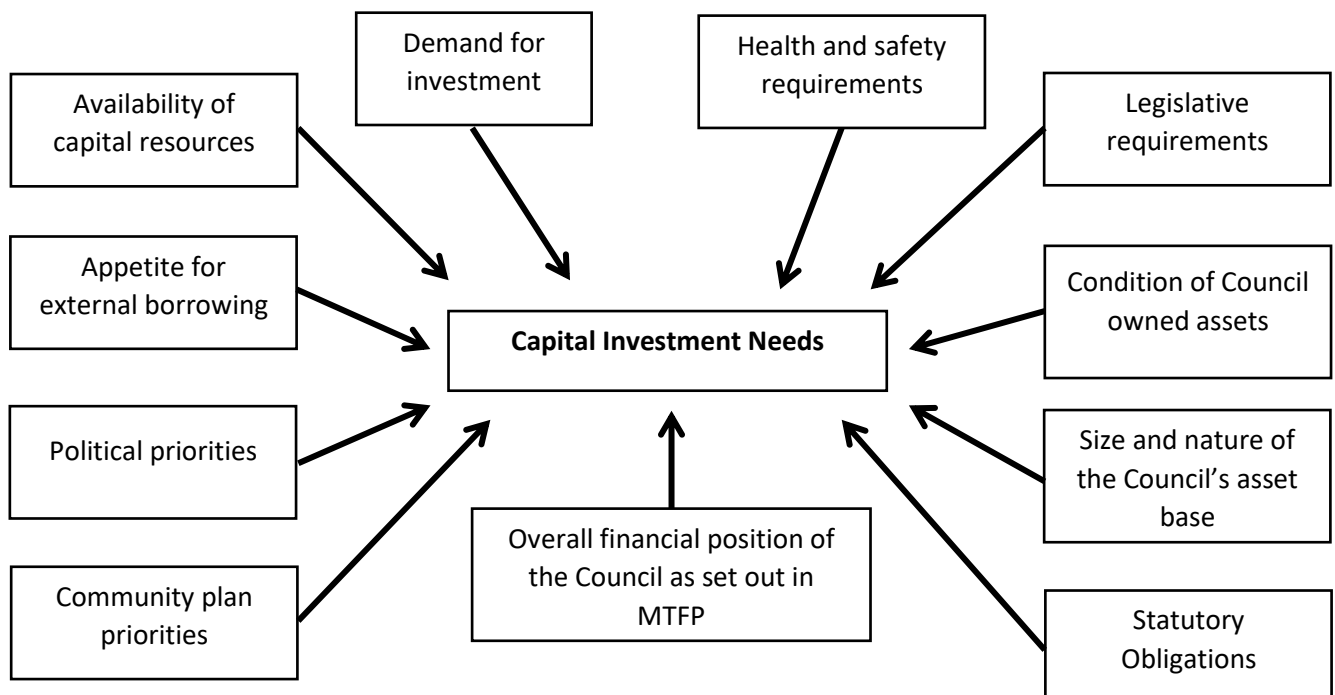 Demand for
investment
Health and safety
requirements
Availability of
capital resources
Legislative
requirements
Appetite for
external borrowing
Condition of Council
owned assets
Capital Investment Needs
Political priorities
Size and nature of
the Council’s asset
base
Overall financial position of
the Council as set out in
MTFP
Community plan
priorities
Statutory
Obligations